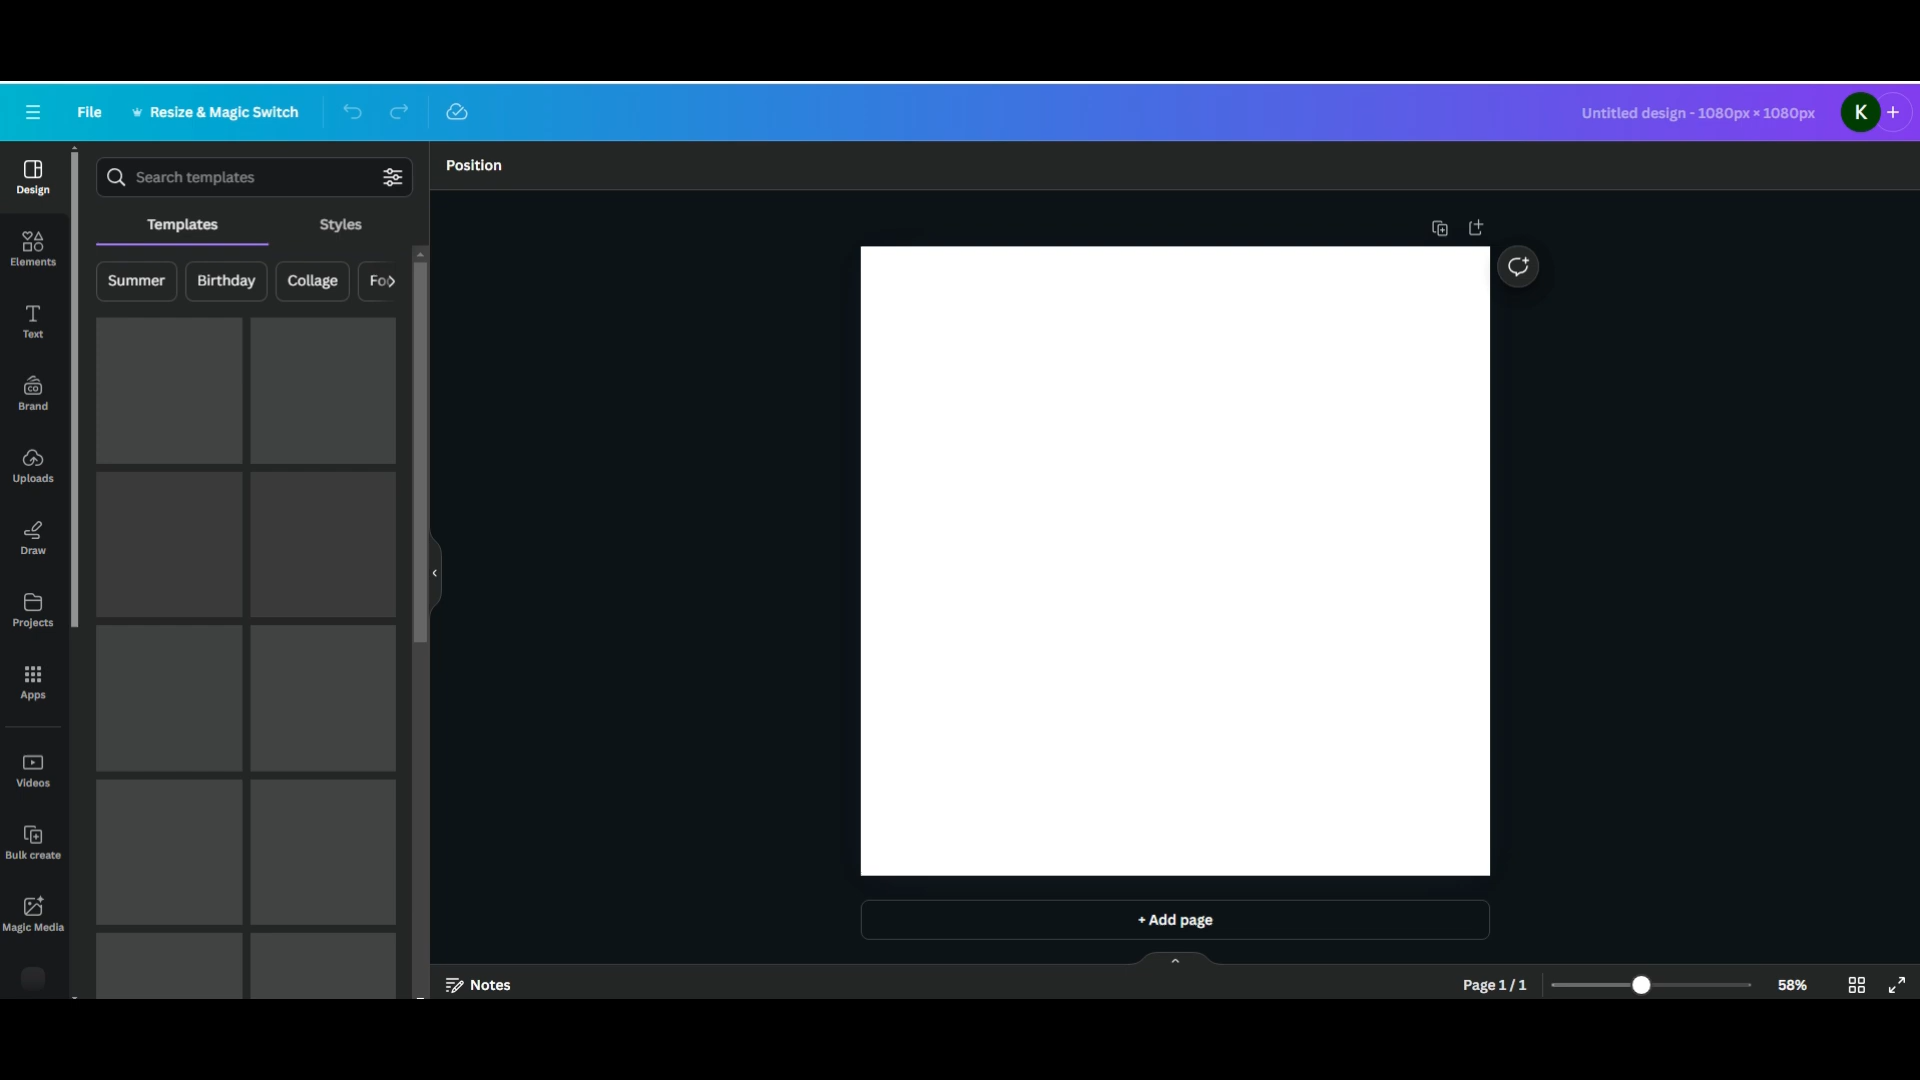 File
Resize & Magic Switch
Untitled design - 1080px × 1080px
K
Design
Search templates
Position
Templates
Styles
Elements
Summer
Birthday
Collage
Text
Brand
Uploads
Draw
Projects
Apps
Videos
Bulk create
Magic Media
+ Add page
Notes
Page 1 / 1
58%